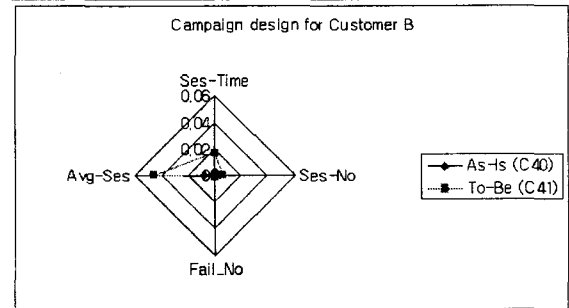 Campaign design for Customer B
Ses-Time
0.06
0.04
0.02
0
Avg-Ses
Ses-No
Fail_No
As-Is (C40)
To-Be (C41)